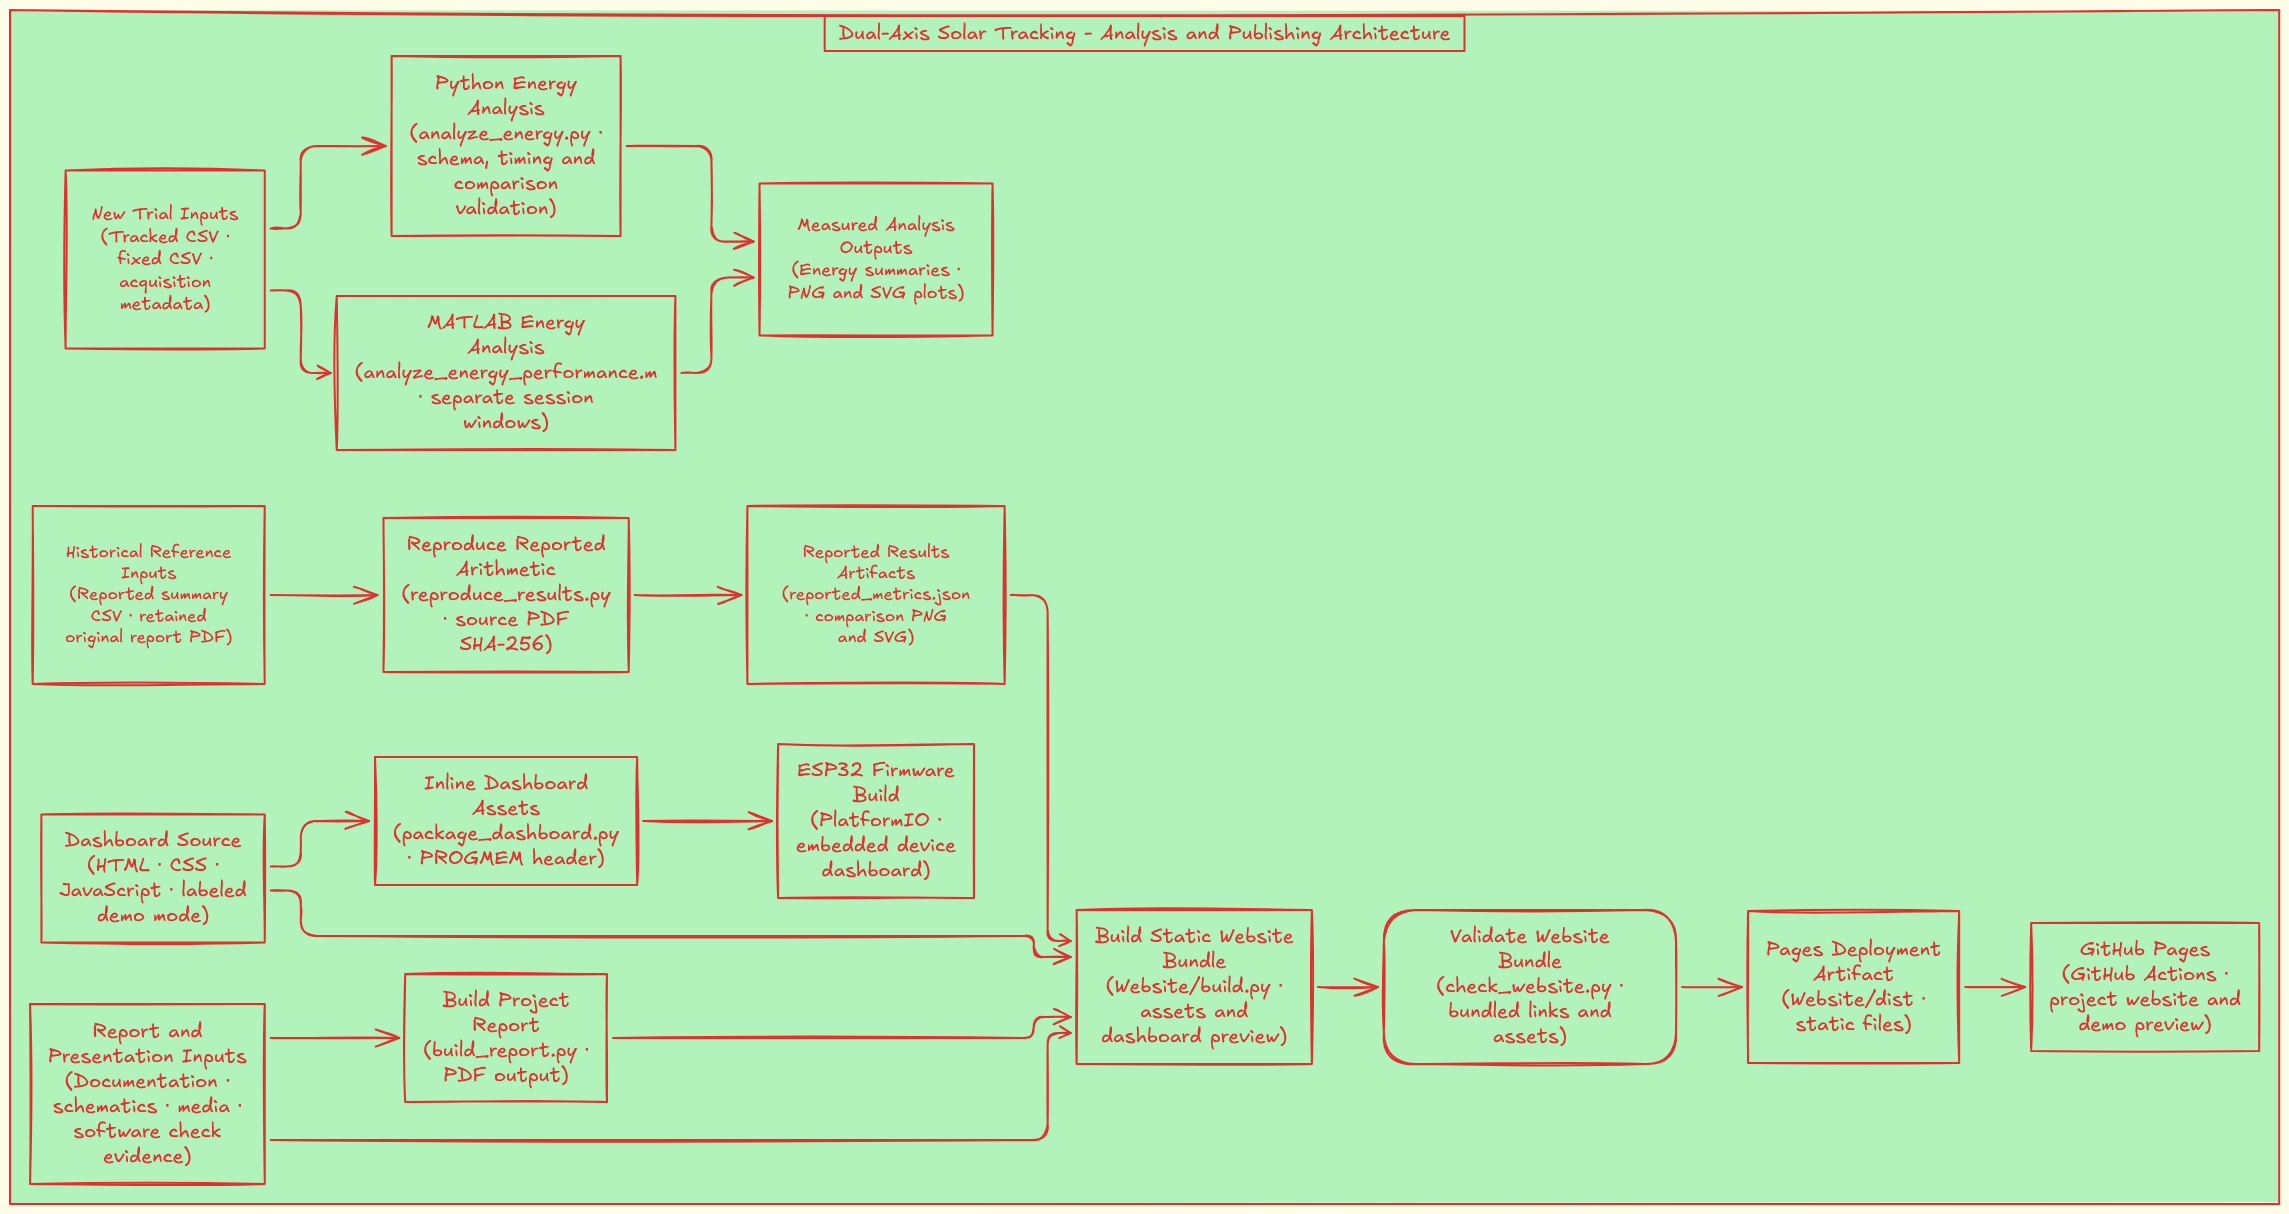 Dual-Axis Solar Tracking - Analysis and Publishing Architecture
Python Energy
Analysis
(analyze_energy.py ·
schema, timing and
comparison
validation)
New Trial Inputs
(Tracked CSV ·
fixed CSV ·
acquisition
metadata)
Measured Analysis
Outputs
(Energy summaries ·
PNG and SVG plots)
MATLAB Energy
Analysis
(analyze_energy_performance.m
· separate session
windows)
Historical Reference
Inputs
(Reported summary
CSV · retained
original report PDF)
Reproduce Reported
Arithmetic
(reproduce_results.py
· source PDF
SHA-256)
Reported Results
Artifacts
(reported_metrics.json
· comparison PNG
and SVG)
Dashboard Source
(HTML · CSS ·
JavaScript · labeled
demo mode)
Inline Dashboard
Assets
(package_dashboard.py
· PROGMEM header)
ESP32 Firmware
Build
(PlatformIO ·
embedded device
dashboard)
Report and
Presentation Inputs
(Documentation ·
schematics · media ·
software check
evidence)
Build Project
Report
(build_report.py ·
PDF output)
Build Static Website
Bundle
(Website/build.py ·
assets and
dashboard preview)
Validate Website
Bundle
(check_website.py ·
bundled links and
assets)
Pages Deployment
Artifact
(Website/dist ·
static files)
GitHub Pages
(GitHub Actions ·
project website and
demo preview)